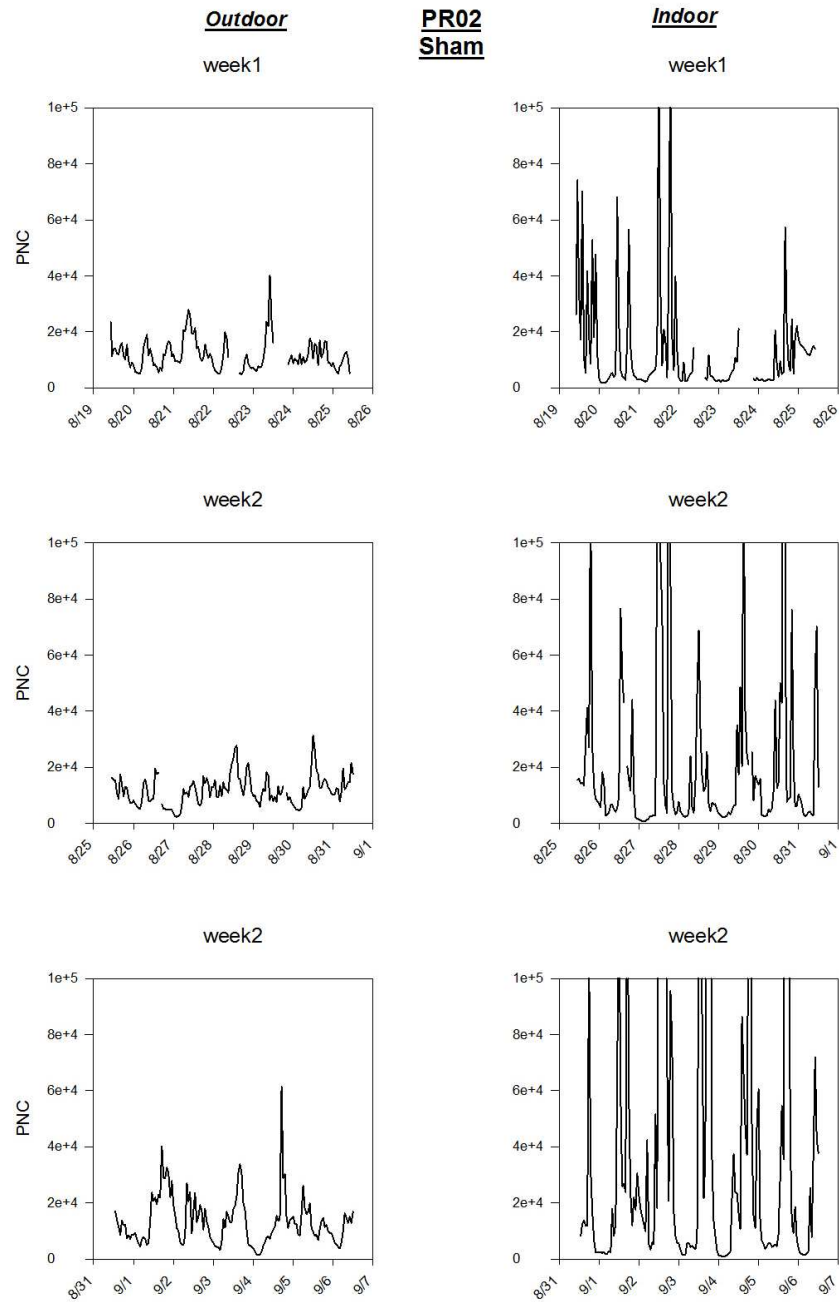 Outdoor
PR02
Sham
Indoor
week1
week1
1e+5
8e+4
6e+4
4e+4
2e+4
0
PNC
8/19
8/20
8/21
8/22
8/23
8/24
8/25
8/26
1e+5
8e+4
6e+4
4e+4
2e+4
0
8/19
8/20
8/21
8/22
8/23
8/24
8/25
8/26
week2
week2
1e+5
8e+4
6e+4
4e+4
2e+4
0
PNC
8/25
8/26
8/27
8/28
8/29
8/30
8/31
9/1
1e+5
8e+4
6e+4
4e+4
2e+4
0
8/25
8/26
8/27
8/28
8/29
8/30
8/31
9/1
week2
week2
1e+5
8e+4
6e+4
4e+4
2e+4
0
PNC
8/31
9/1
9/2
9/3
9/4
9/5
9/6
9/7
1e+5
8e+4
6e+4
4e+4
2e+4
0
8/31
9/1
9/2
9/3
9/4
9/5
9/6
9/7